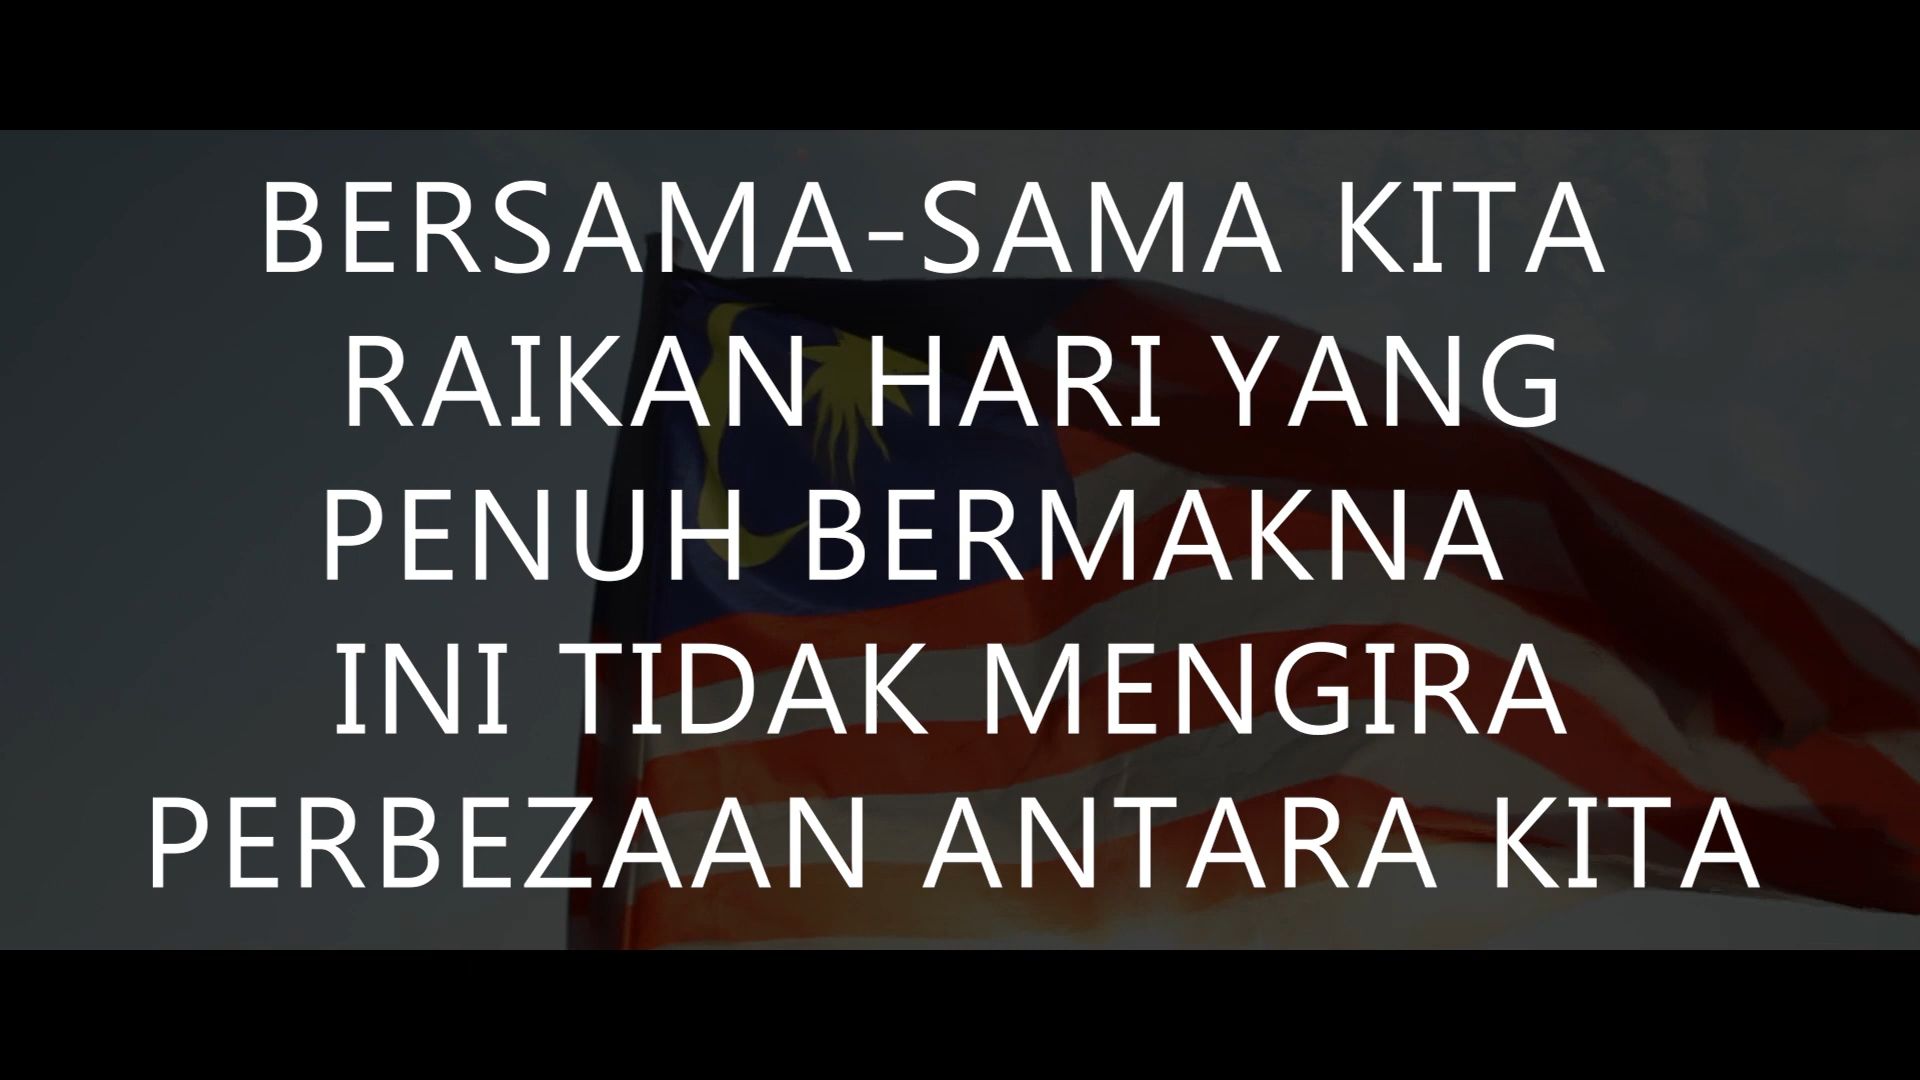 BERSAMA-SAMA KITA
RAIKAN HARI YANG
PENUH BERMAKNA
INI TIDAK MENGIRA
PERBEZAAN ANTARA KITA